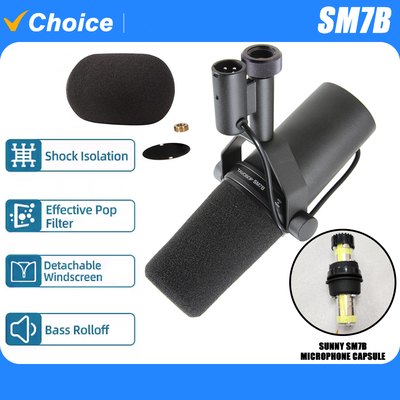 Choice
SM7B
Shock Isolation
Effective Pop
Filter
Detachable
Windscreen
Bass Rolloff
SUNNY SM7B
MICROPHONE CAPSULE